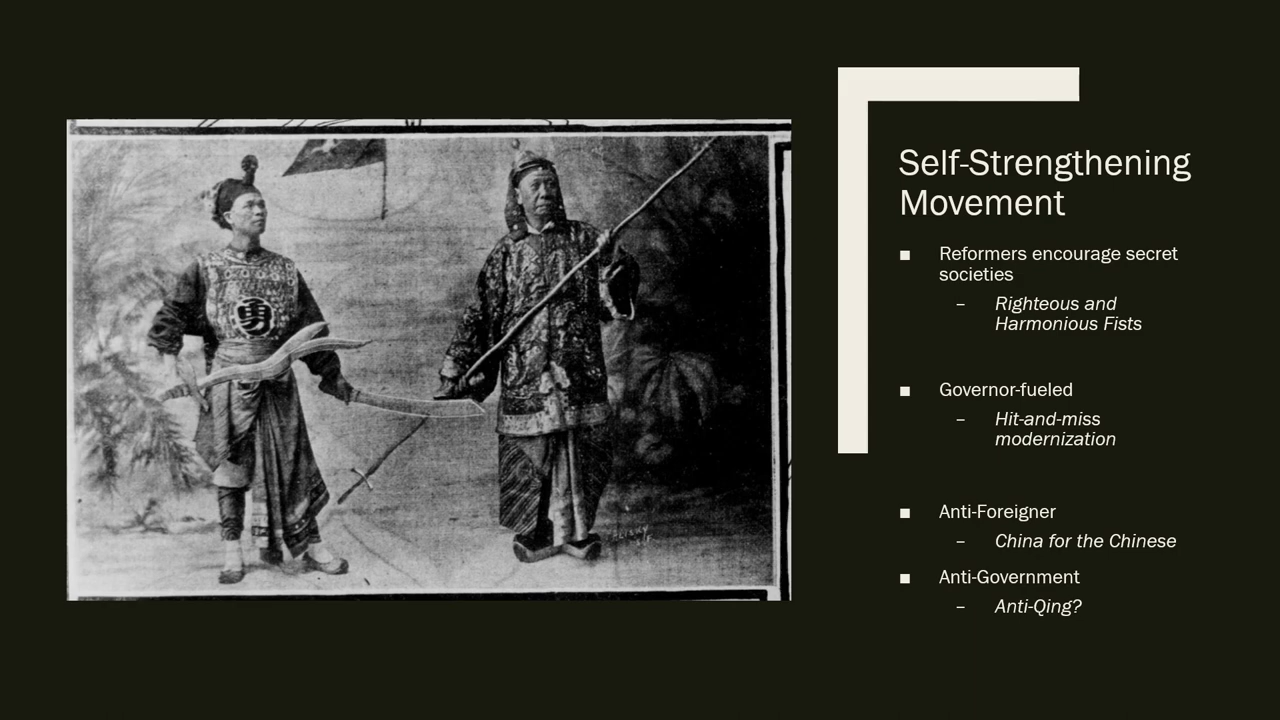 Self-Strengthening
Movement
■ Reformers encourage secret
societies
– Righteous and
Harmonious Fists
■ Governor-fueled
– Hit-and-miss
modernization
■ Anti-Foreigner
– China for the Chinese
■ Anti-Government
– Anti-Qing?
勇